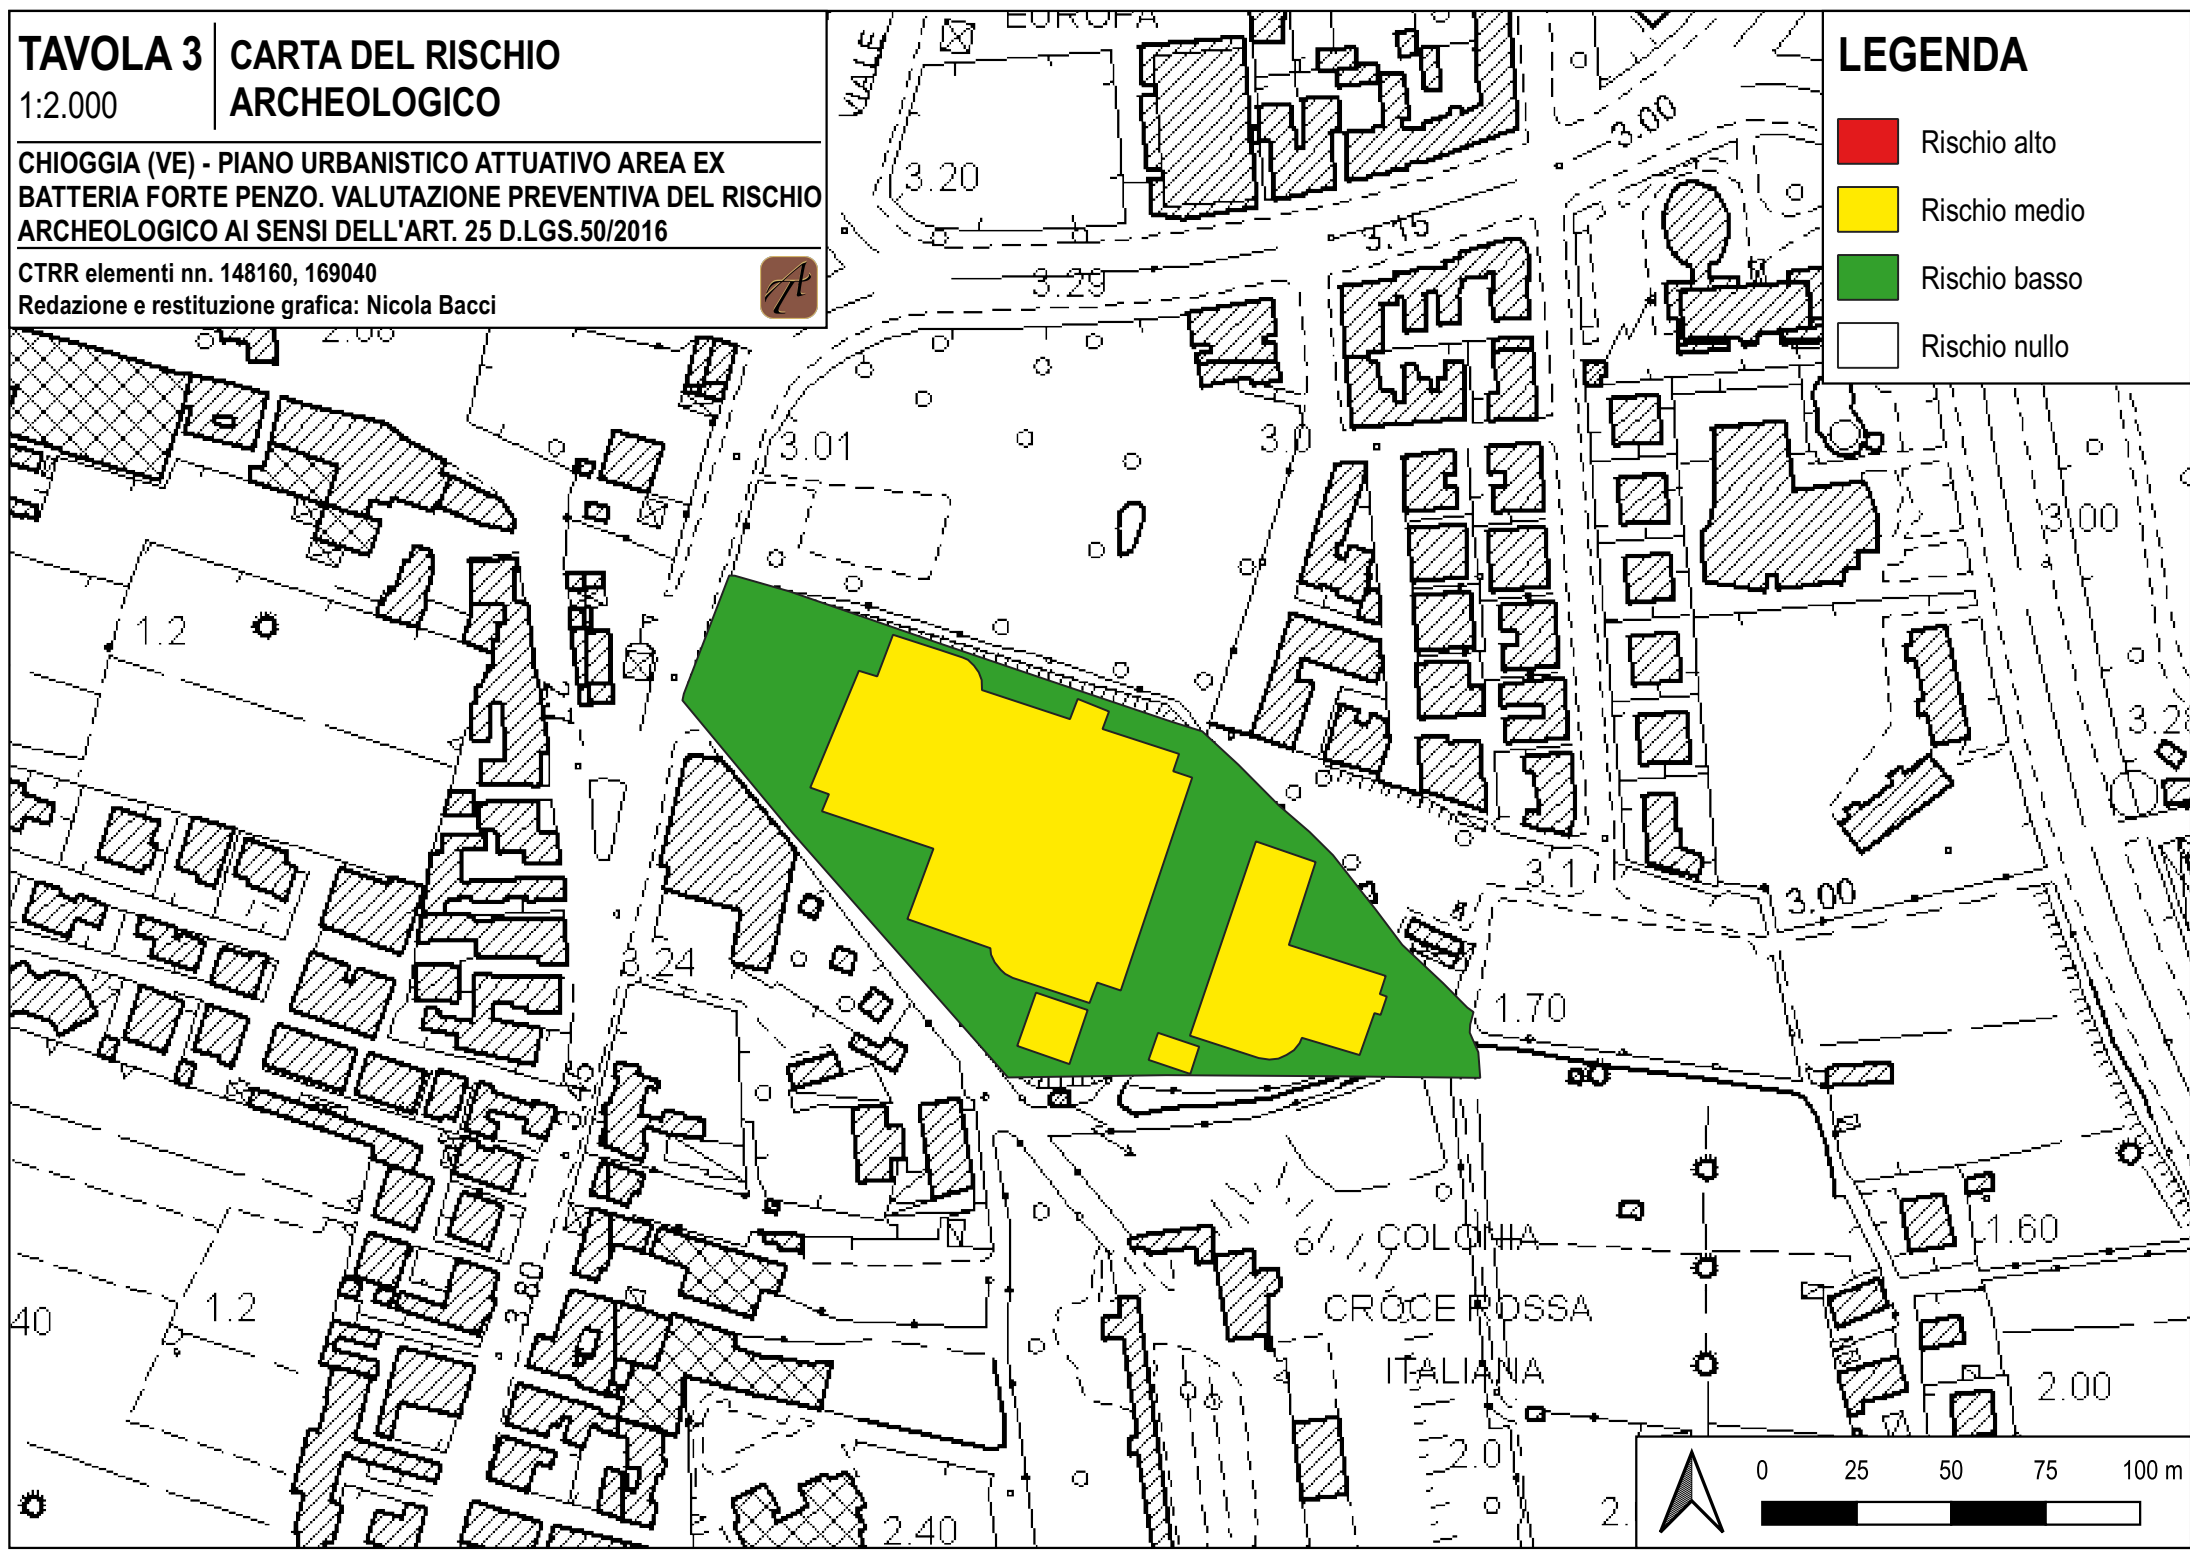 TAVOLA 3
1:2.000
CARTA DEL RISCHIO
ARCHEOLOGICO
CHIOGGIA (VE) - PIANO URBANISTICO ATTUATIVO AREA EX
BATTERIA FORTE PENZO. VALUTAZIONE PREVENTIVA DEL RISCHIO
ARCHEOLOGICO AI SENSI DELL'ART. 25 D.LGS.50/2016
CTRR elementi nn. 148160, 169040
Redazione e restituzione grafica: Nicola Bacci
LEGENDA
Rischio alto
Rischio medio
Rischio basso
Rischio nullo
EUROPA
VIALE
3.00
3.20
3.15
3.29
3.01
3.0
3.00
1.2
3.1
3.00
3.24
1.70
3.45
COLONIA
CROCE ROSSA
ITALIANA
1.60
3.80
1.2
40
2.00
2.0
2.40
0 25 50 75 100 m